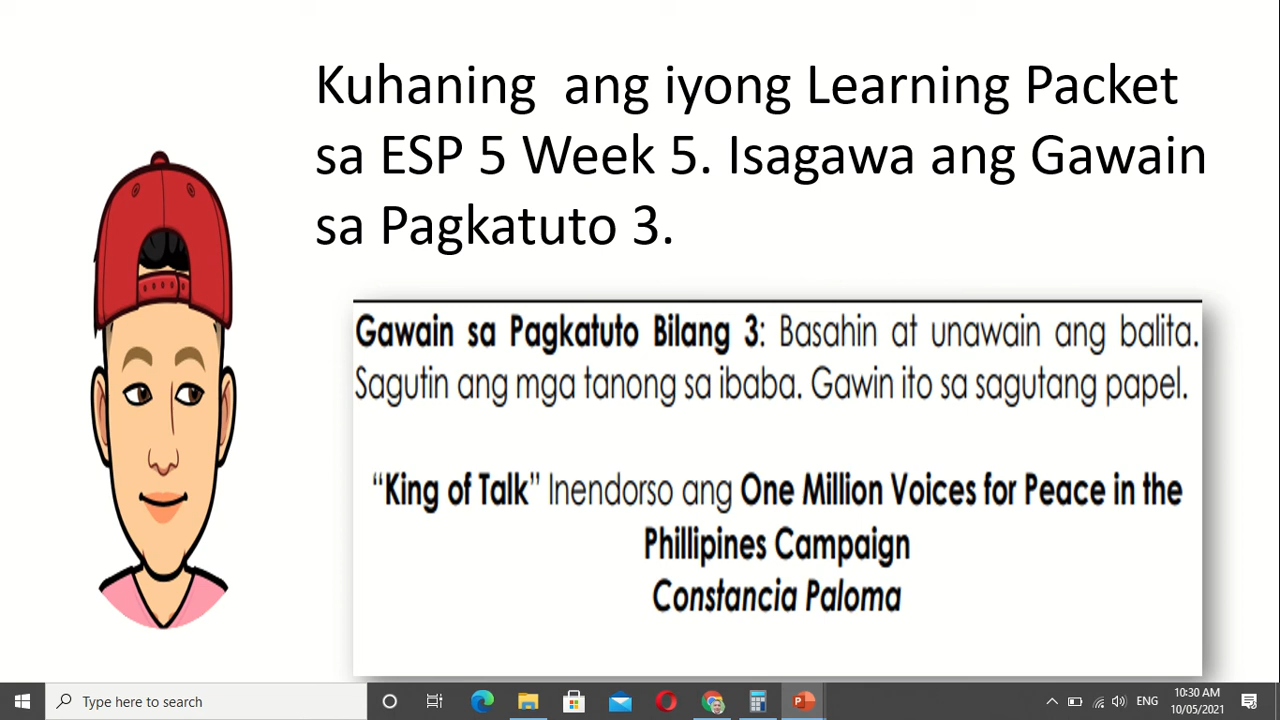 Kuhaning ang iyong Learning Packet
sa ESP 5 Week 5. Isagawa ang Gawain
sa Pagkatuto 3.
Gawain sa Pagkatuto Bilang 3: Basahin at unawain ang balita.
Sagutin ang mga tanong sa ibaba. Gawin ito sa sagutang papel.
“King of Talk” Inendorso ang One Million Voices for Peace in the
Phillipines Campaign
Constancia Paloma
Type here to search
ENG
10:30 AM
10/05/2021